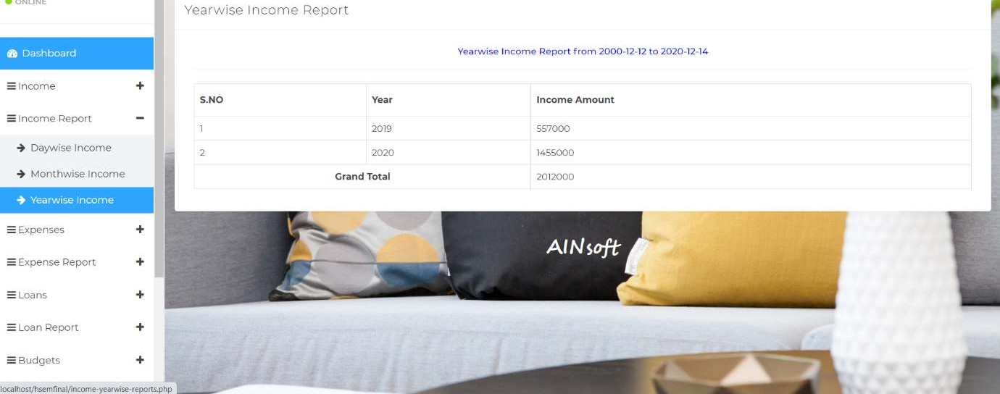 ONLINE
Dashboard
Income
Income Report
Daywise Income
Monthwise Income
Yearwise Income
Expenses
Expense Report
Loans
Loan Report
Budgets
localhost/hsemfinal/income-yearwise-reports.php
Yearwise Income Report
Yearwise Income Report from 2000-12-12 to 2020-12-14
S.NO Year Income Amount
1 2019 557000
2 2020 1455000
Grand Total 2012000
AINsoft